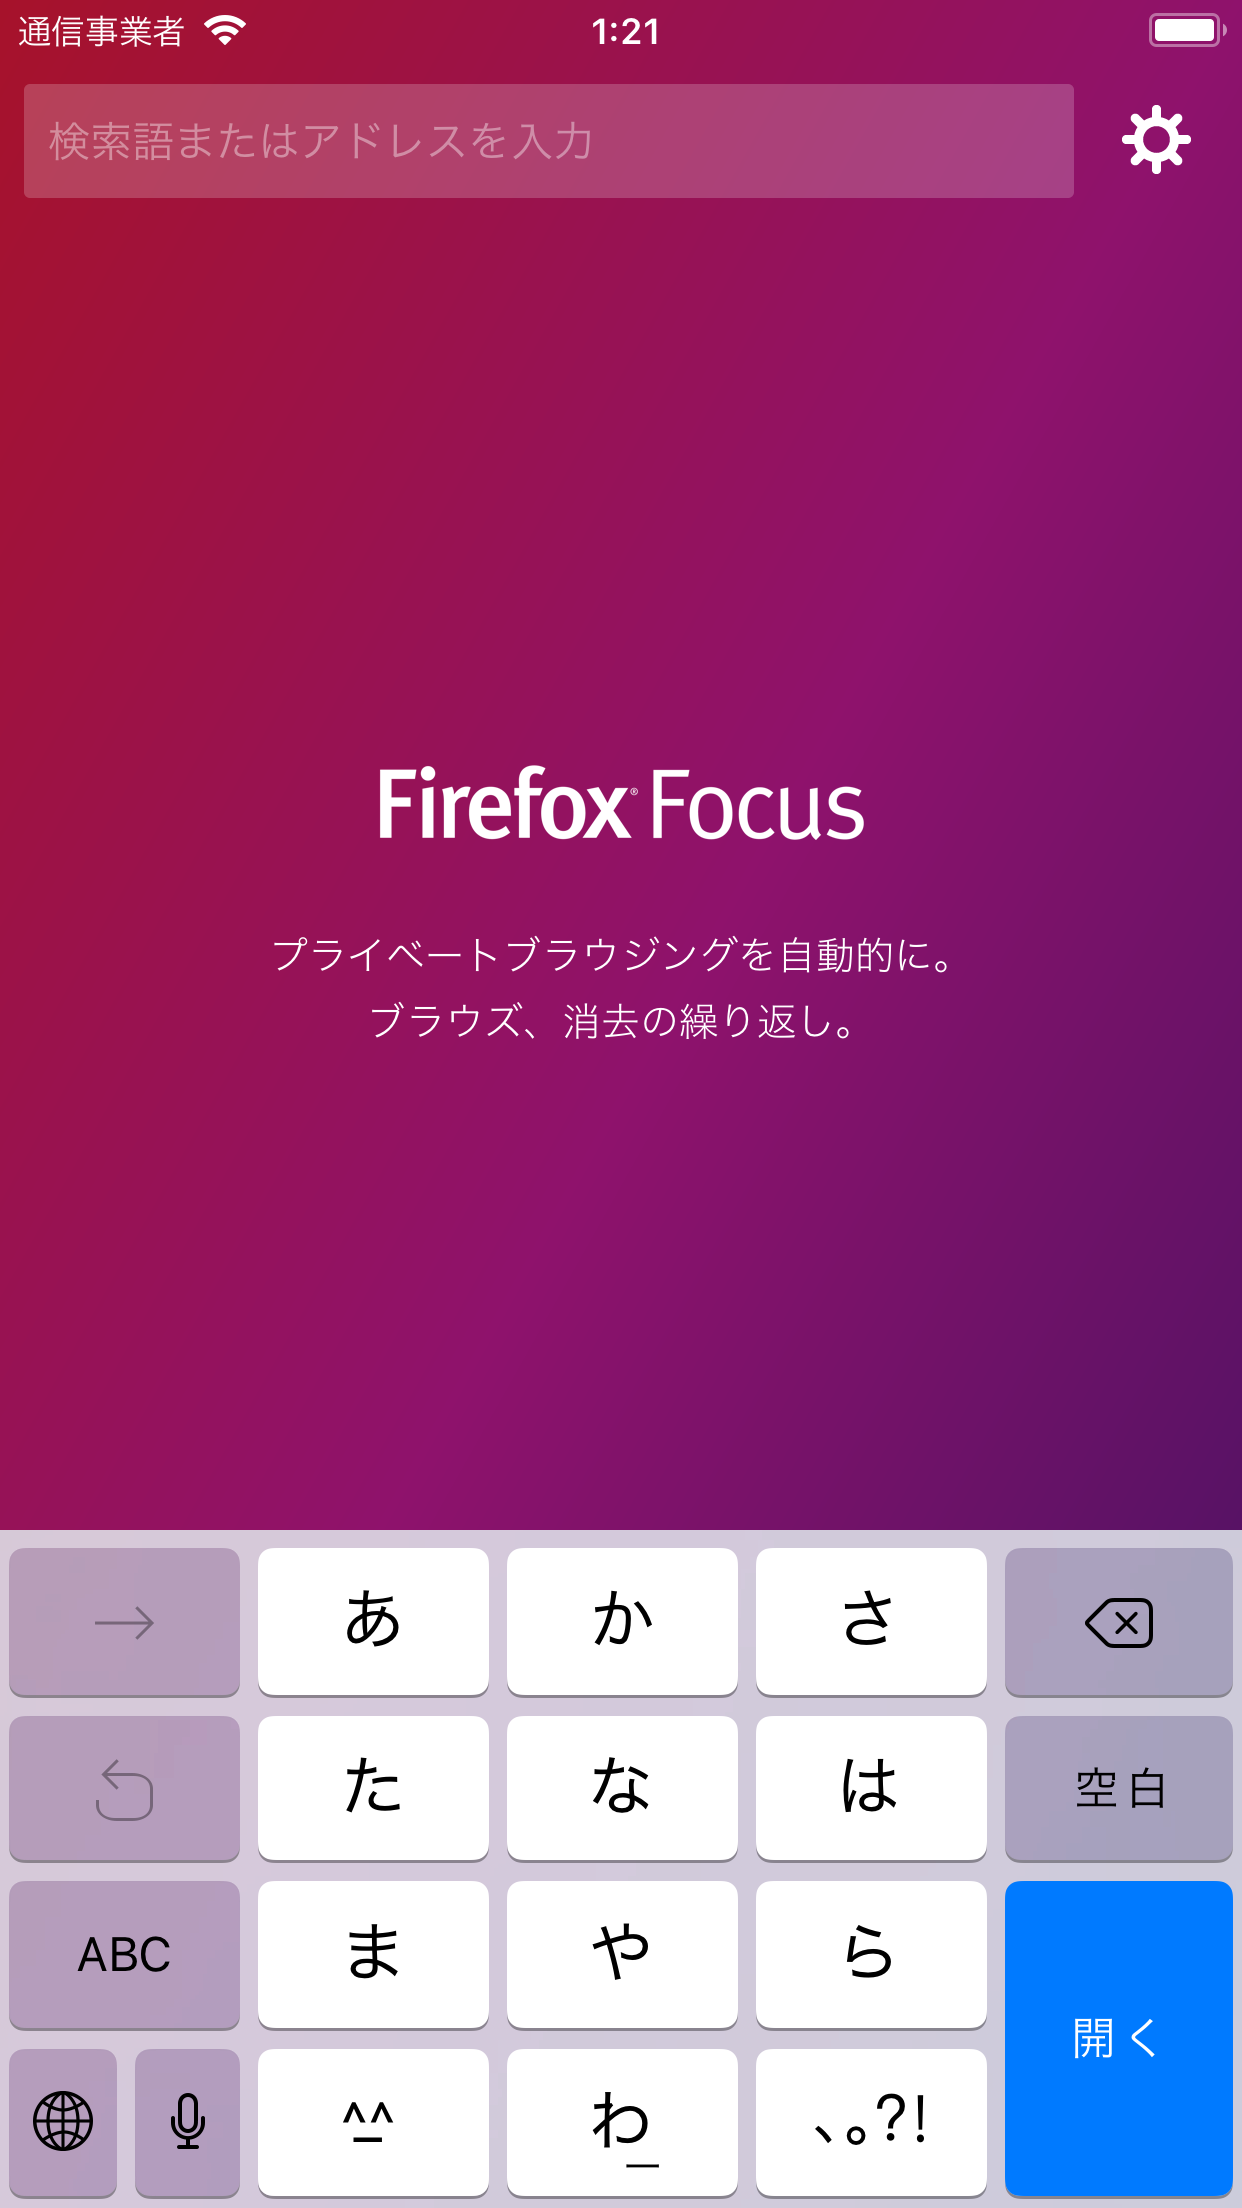 通信事業者 1:21
検索語またはアドレスを入力
Firefox® Focus
プライベートブラウジングを自動的に。
ブラウズ、消去の繰り返し。
→ あ か さ
た な は 空白
ABC ま や ら
開く
^_^ わ_ 、。?!